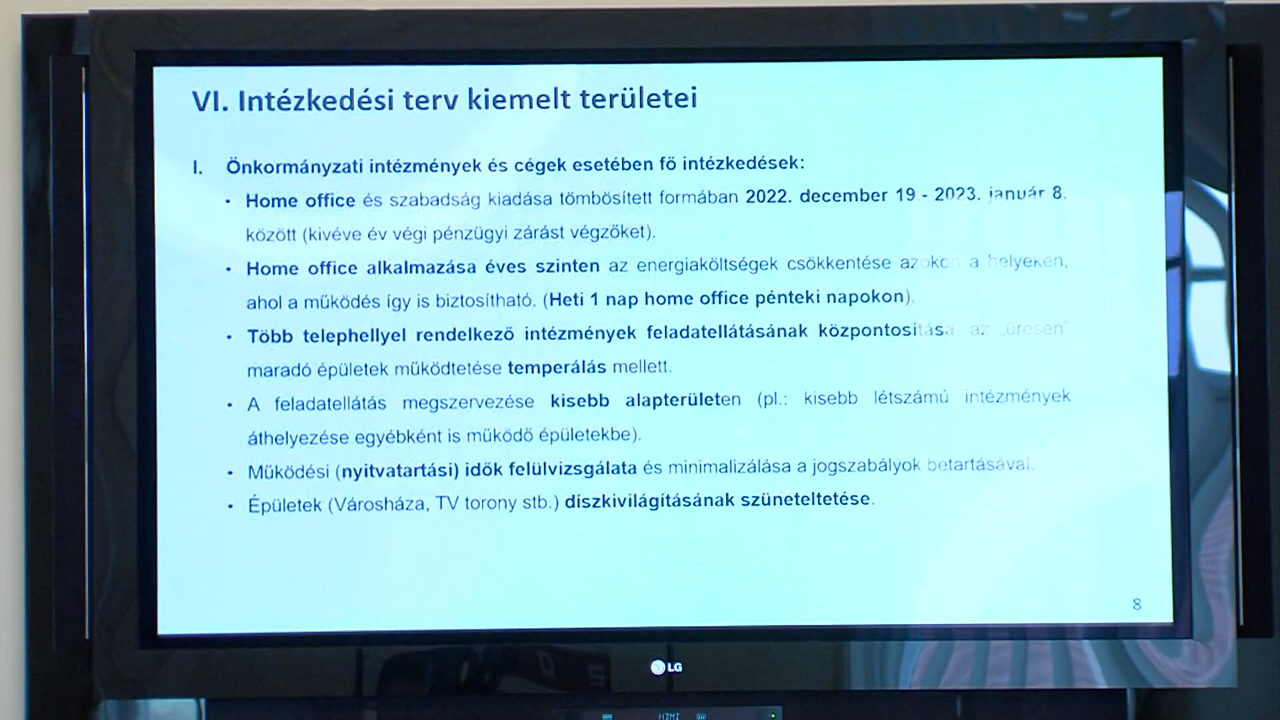 VI. Intézkedési terv kiemelt területei
I. Önkormányzati intézmények és cégek esetében fő intézkedések:
• Home office és szabadság kiadása tömbösített formában 2022. december 19 - 2023. január 8.
között (kivéve év végi pénzügyi zárást végzőket).
• Home office alkalmazása éves szinten az energiaköltségek csökkentése azokon a helyeken,
ahol a működés így is biztosítható. (Heti 1 nap home office pénteki napokon).
• Több telephellyel rendelkező intézmények feladatellátásának központosítása, az „üresen”
maradó épületek működtetése temperálás mellett.
• A feladatellátás megszervezése kisebb alapterületen (pl.: kisebb létszámú intézmények
áthelyezése egyébként is működő épületekbe).
• Működési (nyitvatartási) idők felülvizsgálata és minimalizálása a jogszabályok betartásával.
• Épületek (Városháza, TV torony stb.) díszkivilágításának szüneteltetése.
8
LG